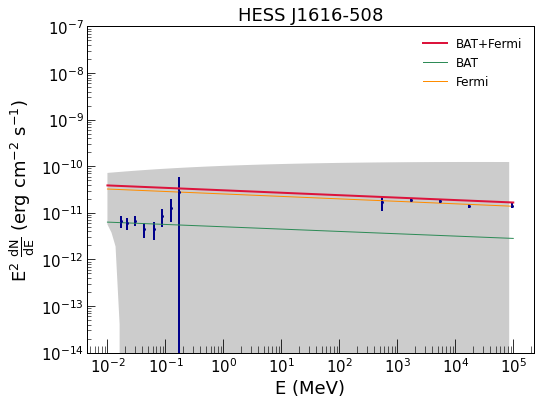 HESS J1616-508
E² dN/dE (erg cm⁻² s⁻¹)
10⁻⁷
10⁻⁸
10⁻⁹
10⁻¹⁰
10⁻¹¹
10⁻¹²
10⁻¹³
10⁻¹⁴
BAT+Fermi
BAT
Fermi
10⁻² 10⁻¹ 10⁰ 10¹ 10² 10³ 10⁴ 10⁵
E (MeV)